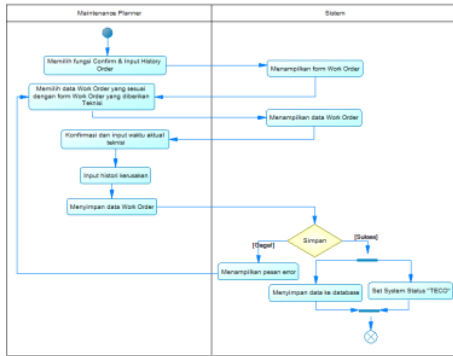 Maintenance Planner
Sistem
Memilih fungsi Confirm & Input History
Order
Menampilkan form Work Order
Memilih data Work Order yang sesuai
dengan form Work Order yang diberikan
Teknisi
Menampilkan data Work Order
Konfirmasi dan input waktu aktual
teknisi
Input histori kerusakan
Menyimpan data Work Order
Simpan
[Gagal]
[Sukses]
Menampilkan pesan error
Menyimpan data ke database
Set System Status "TECO"